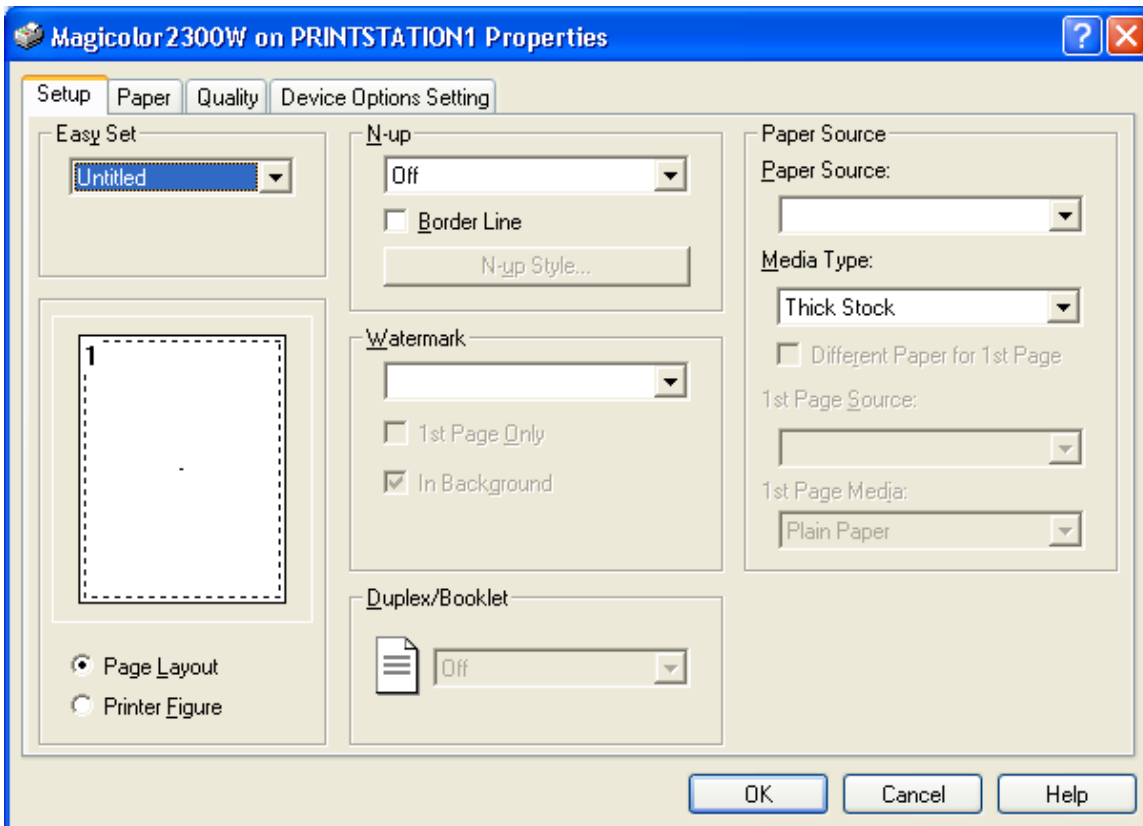 Magicolor2300W on PRINTSTATION1 Properties
Setup Paper Quality Device Options Setting
Easy Set
Untitled
1
Page Layout
Printer Figure
N-up
Off
Border Line
N-up Style...
Watermark
1st Page Only
In Background
Duplex/Booklet
Off
Paper Source
Paper Source:
Media Type:
Thick Stock
Different Paper for 1st Page
1st Page Source:
1st Page Media:
Plain Paper
OK Cancel Help